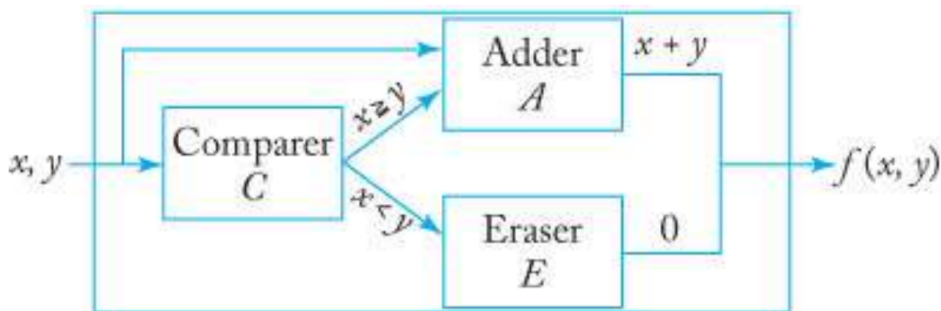 x, y
Comparer
C
x ≥ y
x < y
Adder
A
x + y
Eraser
E
0
f(x, y)